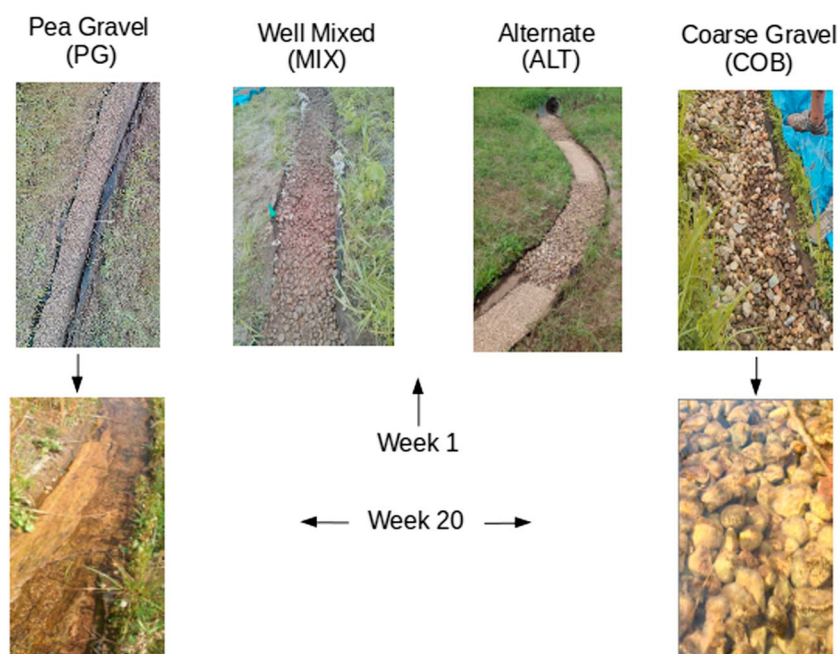 Pea Gravel
(PG)
Well Mixed
(MIX)
Alternate
(ALT)
Coarse Gravel
(COB)
Week 1
Week 20